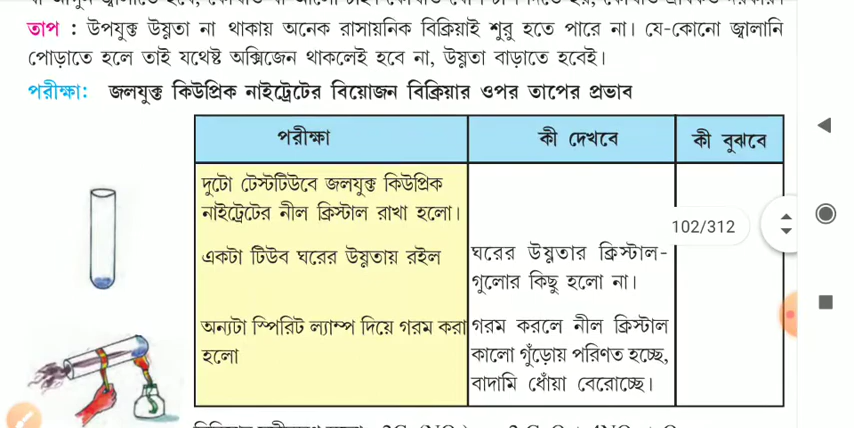 তাপ : উপযুক্ত উষ্ণতা না থাকায় অনেক রাসায়নিক বিক্রিয়াই শুরু হতে পারে না। যে-কোনো জ্বালানি
পোড়াতে হলে তাই যথেষ্ট অক্সিজেন থাকলেই হবে না, উষ্ণতা বাড়াতে হবেই।
পরীক্ষা: জলযুক্ত কিউপ্রিক নাইট্রেটের বিয়োজন বিক্রিয়ার ওপর তাপের প্রভাব
পরীক্ষা কী দেখবে কী বুঝবে
দুটো টেস্টটিউবে জলযুক্ত কিউপ্রিক
নাইট্রেটের নীল ক্রিস্টাল রাখা হলো।
102/312
একটা টিউব ঘরের উষ্ণতায় রইল ঘরের উষ্ণতার ক্রিস্টাল-
গুলোর কিছু হলো না।
অন্যটা স্পিরিট ল্যাম্প দিয়ে গরম করা গরম করলে নীল ক্রিস্টাল
হলো কালো গুঁড়োয় পরিণত হচ্ছে,
বাদামি ধোঁয়া বেরোচ্ছে।